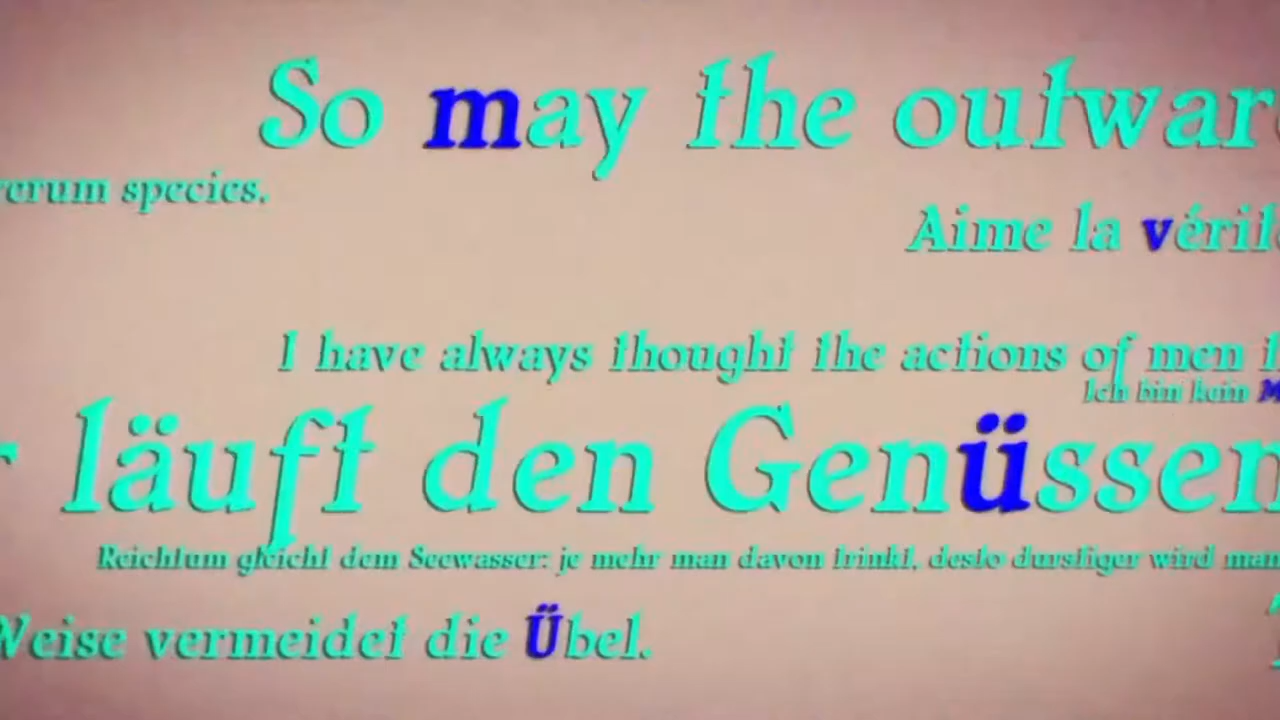 So may the outwar
rerum species.
Aime la vérit
I have always thought the actions of men
Ich bin kein M
läuft den Genüssen
Reichtum gleicht dem Seewasser: je mehr man davon trinkt, desto durstiger wird man
Weise vermeidet die Übel.